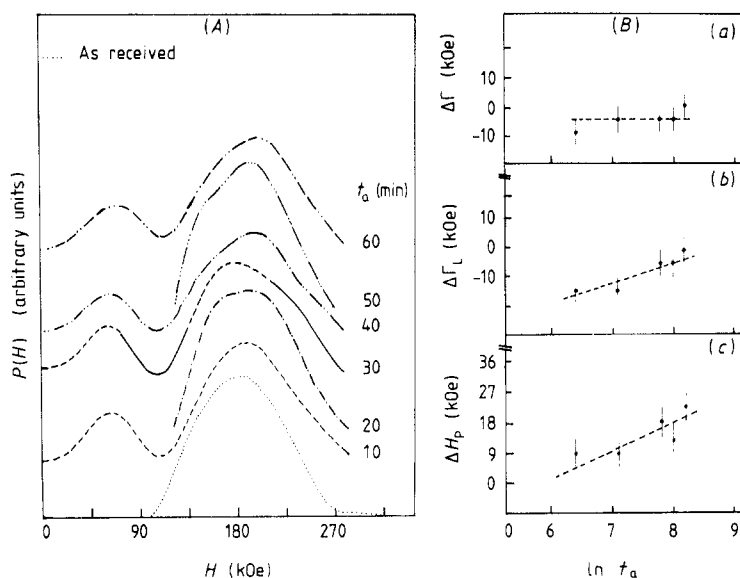 (A)
As received
P(H) (arbitrary units)
tₐ (min)
60
50
40
30
20
10
0 90 180 270
H (kOe)
(B)
(a)
ΔΓ (kOe)
10
0
-10
(b)
ΔΓ_L (kOe)
10
0
-10
(c)
ΔH_P (kOe)
36
27
18
9
0
0 6 7 8 9
ln tₐ